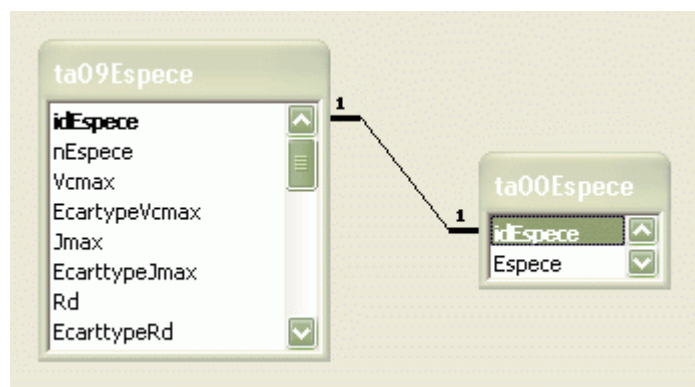 ta09Espece
idEspece
nEspece
Vcmax
EcartypeVcmax
Jmax
EcarttypeJmax
Rd
EcarttypeRd
1
1
ta00Espece
idEspece
Espece